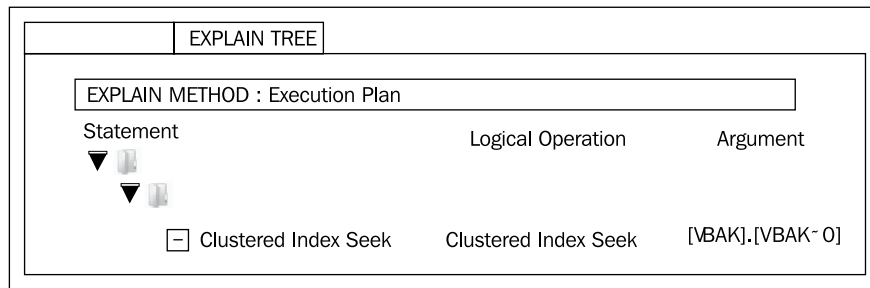 EXPLAIN TREE
EXPLAIN METHOD : Execution Plan
Statement Logical Operation Argument
Clustered Index Seek Clustered Index Seek [VBAK].[VBAK~0]